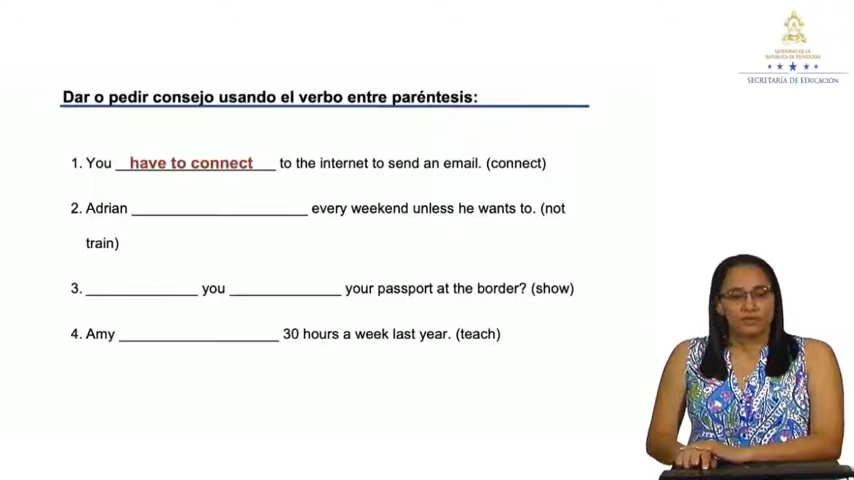 GOBIERNO DE LA
REPÚBLICA DE HONDURAS
SECRETARÍA DE EDUCACIÓN
Dar o pedir consejo usando el verbo entre paréntesis:
1. You __have to connect__ to the internet to send an email. (connect)
2. Adrian ____________________ every weekend unless he wants to. (not
train)
3. ______________ you ______________ your passport at the border? (show)
4. Amy ____________________ 30 hours a week last year. (teach)